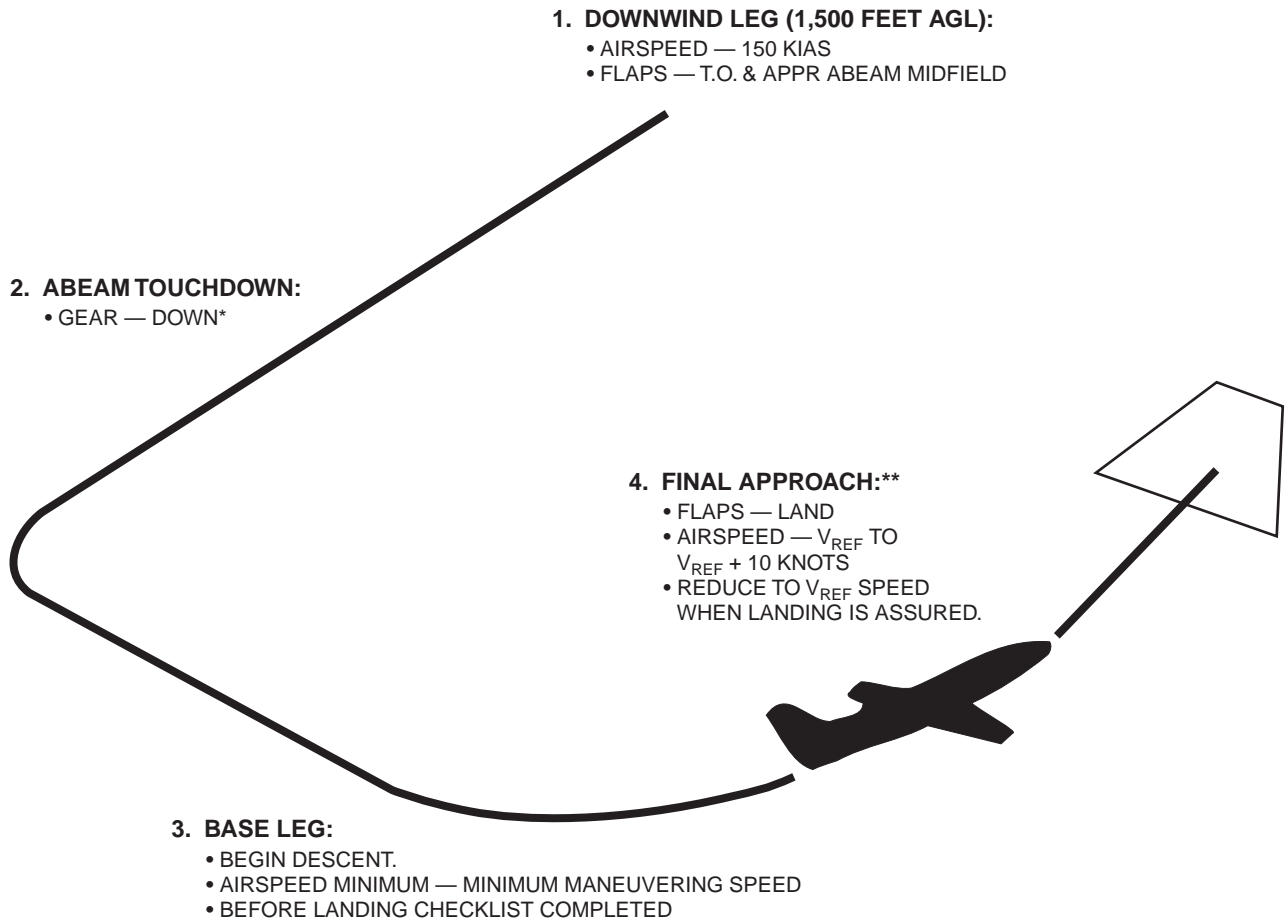 1. DOWNWIND LEG (1,500 FEET AGL):
• AIRSPEED — 150 KIAS
• FLAPS — T.O. & APPR ABEAM MIDFIELD
2. ABEAM TOUCHDOWN:
• GEAR — DOWN*
4. FINAL APPROACH:**
• FLAPS — LAND
• AIRSPEED — VREF TO
VREF + 10 KNOTS
• REDUCE TO VREF SPEED
WHEN LANDING IS ASSURED.
3. BASE LEG:
• BEGIN DESCENT.
• AIRSPEED MINIMUM — MINIMUM MANEUVERING SPEED
• BEFORE LANDING CHECKLIST COMPLETED